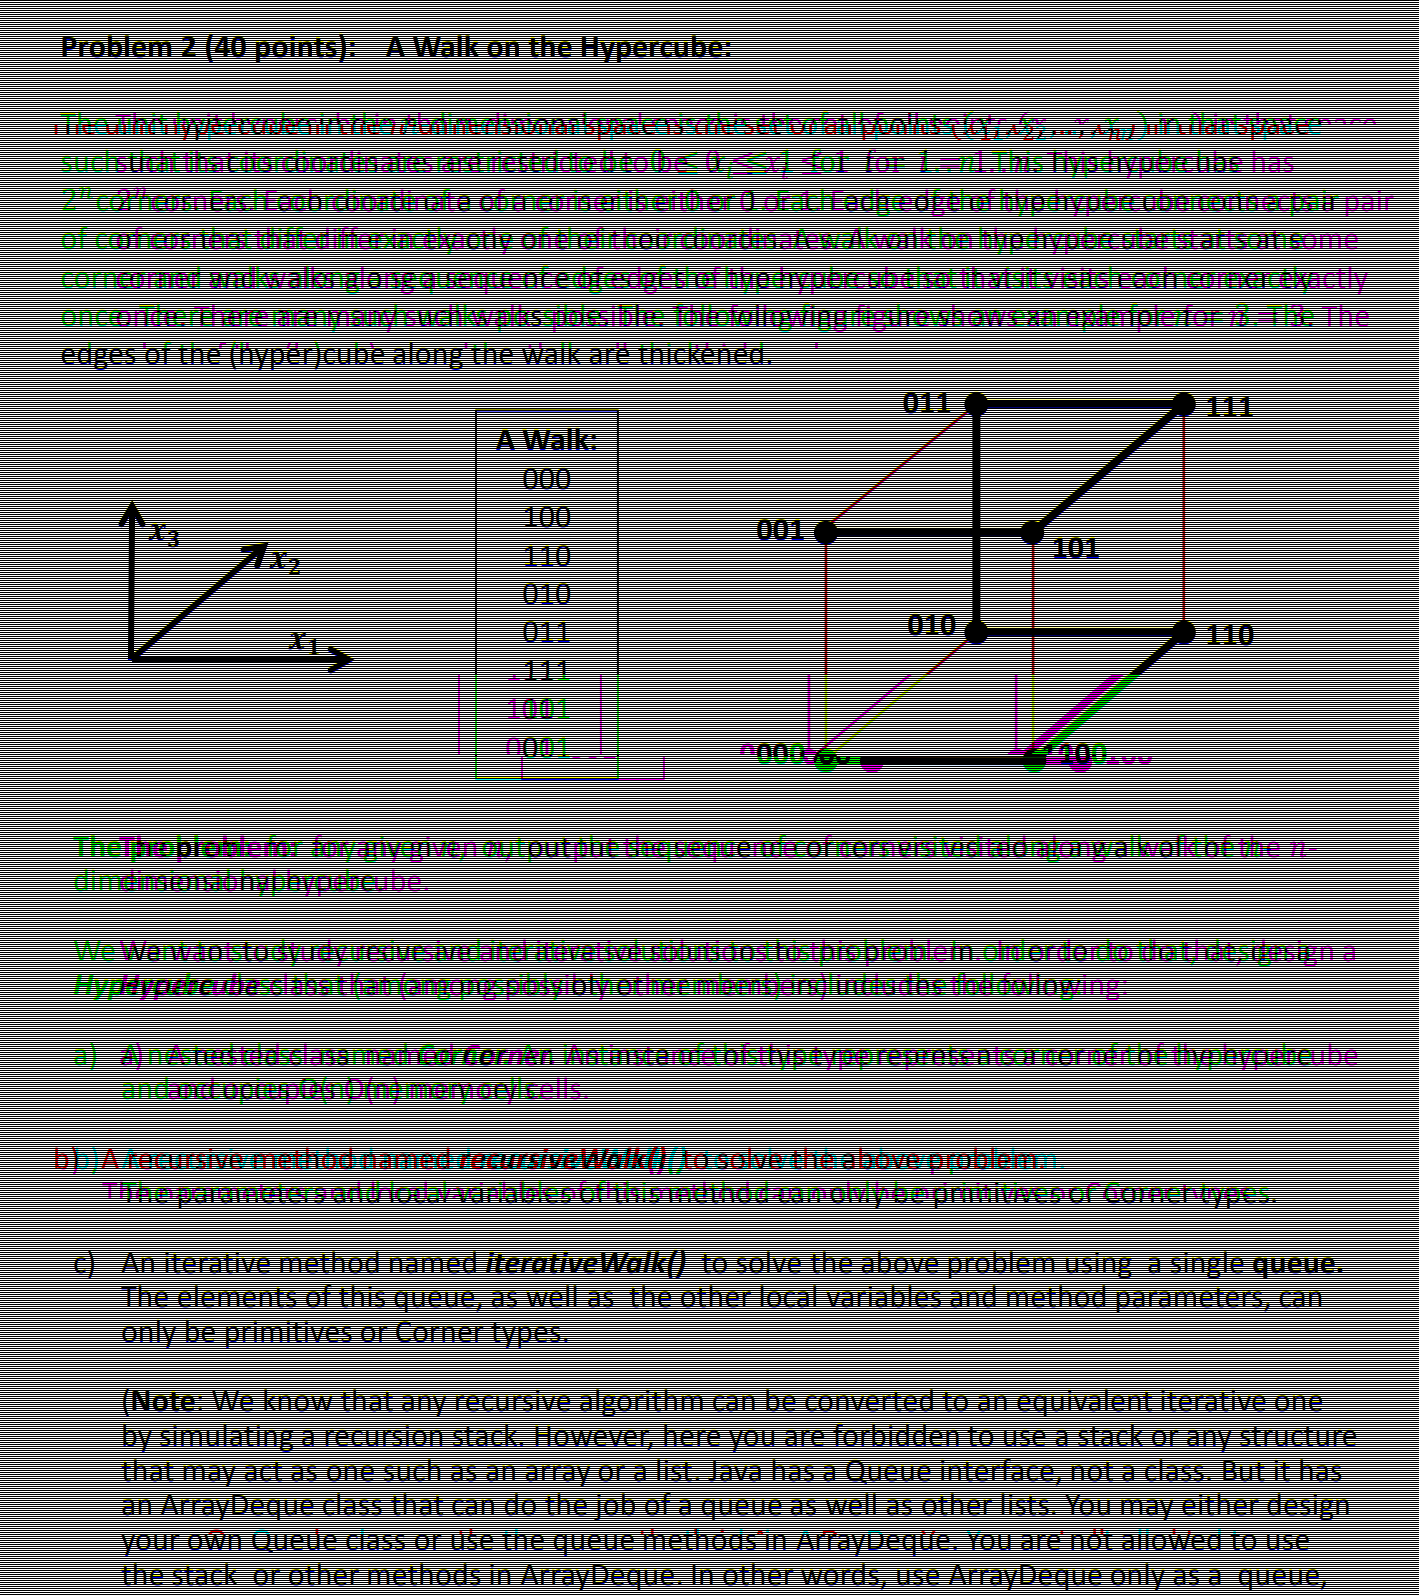 Problem 2 (40 points): A Walk on the Hypercube:
The hypercube in the n-dimensional space is the set of all points (x₁, x₂, …, xₙ) in that space
such that its coordinates are restricted to be 0 ≤ xᵢ ≤ 1 for i = 1..n. This hypercube has
2ⁿ corners. Each coordinate of a corner is either 0 or 1. Each edge of the hypercube connects a pair
of corners that differ in exactly one of their coordinates. A walk on the hypercube starts at some
corner and walks along a sequence of edges of the hypercube so that it visits each corner exactly
once. There are many such walks possible. The following figure shows an example for n = 3. The
edges of the (hyper)cube along the walk are thickened.
011
111
A Walk:
000
100
110
010
011
111
101
001
x₃
x₂
x₁
001
101
010
110
000
100
The problem: for any given n, output the sequence of corners visited along a walk of the n-
dimensional hypercube.
We want to study recursive and iterative solutions to this problem. In order to do that, design a
Hypercube class that (among possibly other members) includes the following:
a) A nested class named Corner. An instance of this type represents a corner of the hypercube
and occupies O(n) memory cells.
b) A recursive method named recursiveWalk() to solve the above problem.
The parameters and local variables of this method can only be primitives or Corner types.
c) An iterative method named iterativeWalk() to solve the above problem using a single queue.
The elements of this queue, as well as the other local variables and method parameters, can
only be primitives or Corner types.
(Note: We know that any recursive algorithm can be converted to an equivalent iterative one
by simulating a recursion stack. However, here you are forbidden to use a stack or any structure
that may act as one such as an array or a list. Java has a Queue interface, not a class. But it has
an ArrayDeque class that can do the job of a queue as well as other lists. You may either design
your own Queue class or use the queue methods in ArrayDeque. You are not allowed to use
the stack or other methods in ArrayDeque. In other words, use ArrayDeque only as a queue,